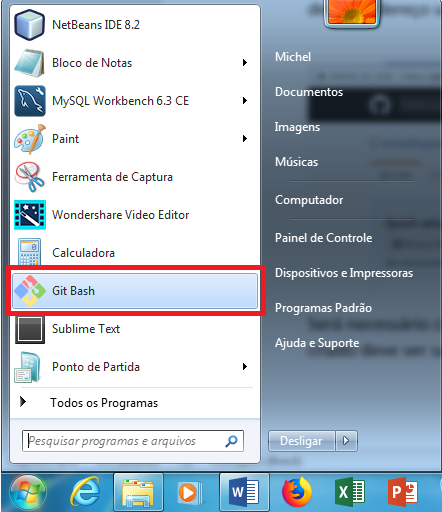 NetBeans IDE 8.2
Bloco de Notas
MySQL Workbench 6.3 CE
Paint
Ferramenta de Captura
Wondershare Video Editor
Calculadora
Git Bash
Sublime Text
Ponto de Partida
Todos os Programas
Pesquisar programas e arquivos
Michel
Documentos
Imagens
Músicas
Computador
Painel de Controle
Dispositivos e Impressoras
Programas Padrão
Ajuda e Suporte
Desligar